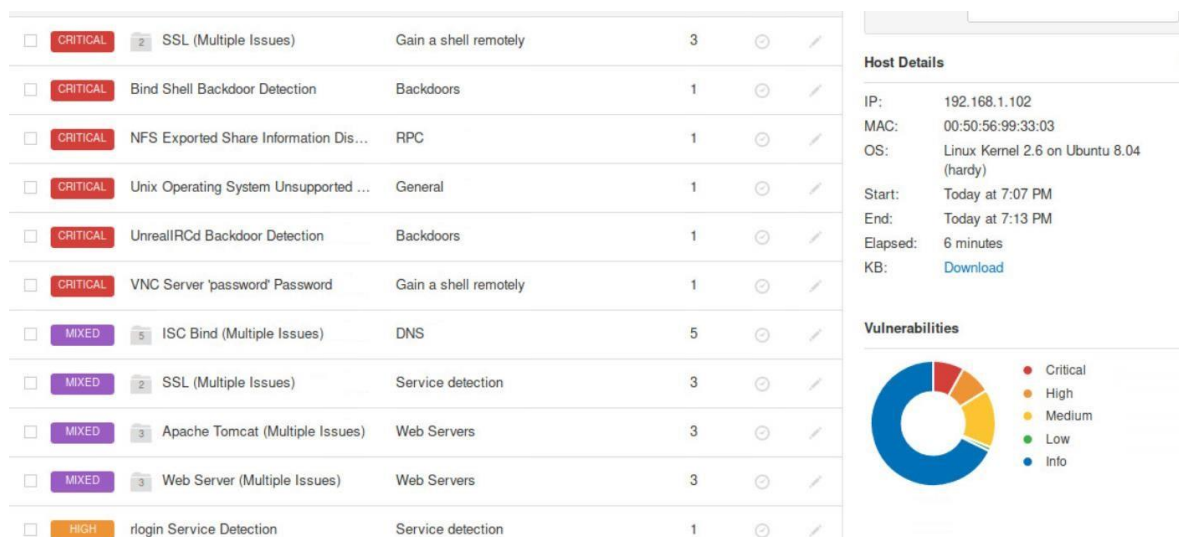 CRITICAL 2 SSL (Multiple Issues) Gain a shell remotely 3
CRITICAL Bind Shell Backdoor Detection Backdoors 1
CRITICAL NFS Exported Share Information Dis... RPC 1
CRITICAL Unix Operating System Unsupported ... General 1
CRITICAL UnrealIRCd Backdoor Detection Backdoors 1
CRITICAL VNC Server 'password' Password Gain a shell remotely 1
MIXED 5 ISC Bind (Multiple Issues) DNS 5
MIXED 2 SSL (Multiple Issues) Service detection 3
MIXED 3 Apache Tomcat (Multiple Issues) Web Servers 3
MIXED 3 Web Server (Multiple Issues) Web Servers 3
HIGH rlogin Service Detection Service detection 1
Host Details
IP: 192.168.1.102
MAC: 00:50:56:99:33:03
OS: Linux Kernel 2.6 on Ubuntu 8.04
(hardy)
Start: Today at 7:07 PM
End: Today at 7:13 PM
Elapsed: 6 minutes
KB: Download
Vulnerabilities
Critical
High
Medium
Low
Info